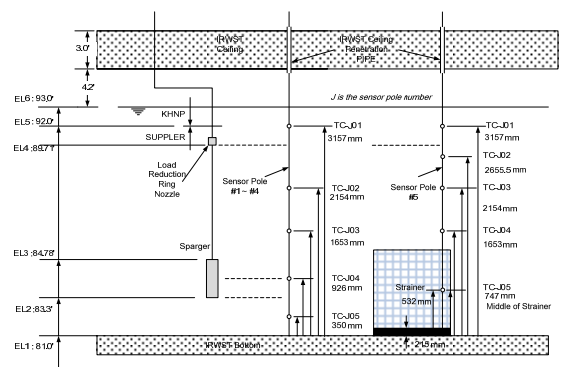 IRWST
Ceiling
IRWST Ceiling
Penetration
PIPE
3.0'
4.2'
J is the sensor pole number
EL6: 93.0'
KHNP
EL5: 92.0'
SUPPLER
EL4: 89.71'
Load
Reduction
Ring
Nozzle
TC-J01
3157mm
TC-J01
3157mm
TC-J02
2655.5mm
Sensor Pole
#1~ #4
TC-J02
2154mm
Sensor Pole
#5
TC-J03
2154mm
TC-J03
1653mm
TC-J04
1653mm
Sparger
EL3: 84.78'
TC-J04
926mm
Strainer
532mm
TC-J05
747mm
Middle of Strainer
EL2: 83.3'
TC-J05
350mm
EL1: 81.0'
IRWST Bottom
215mm